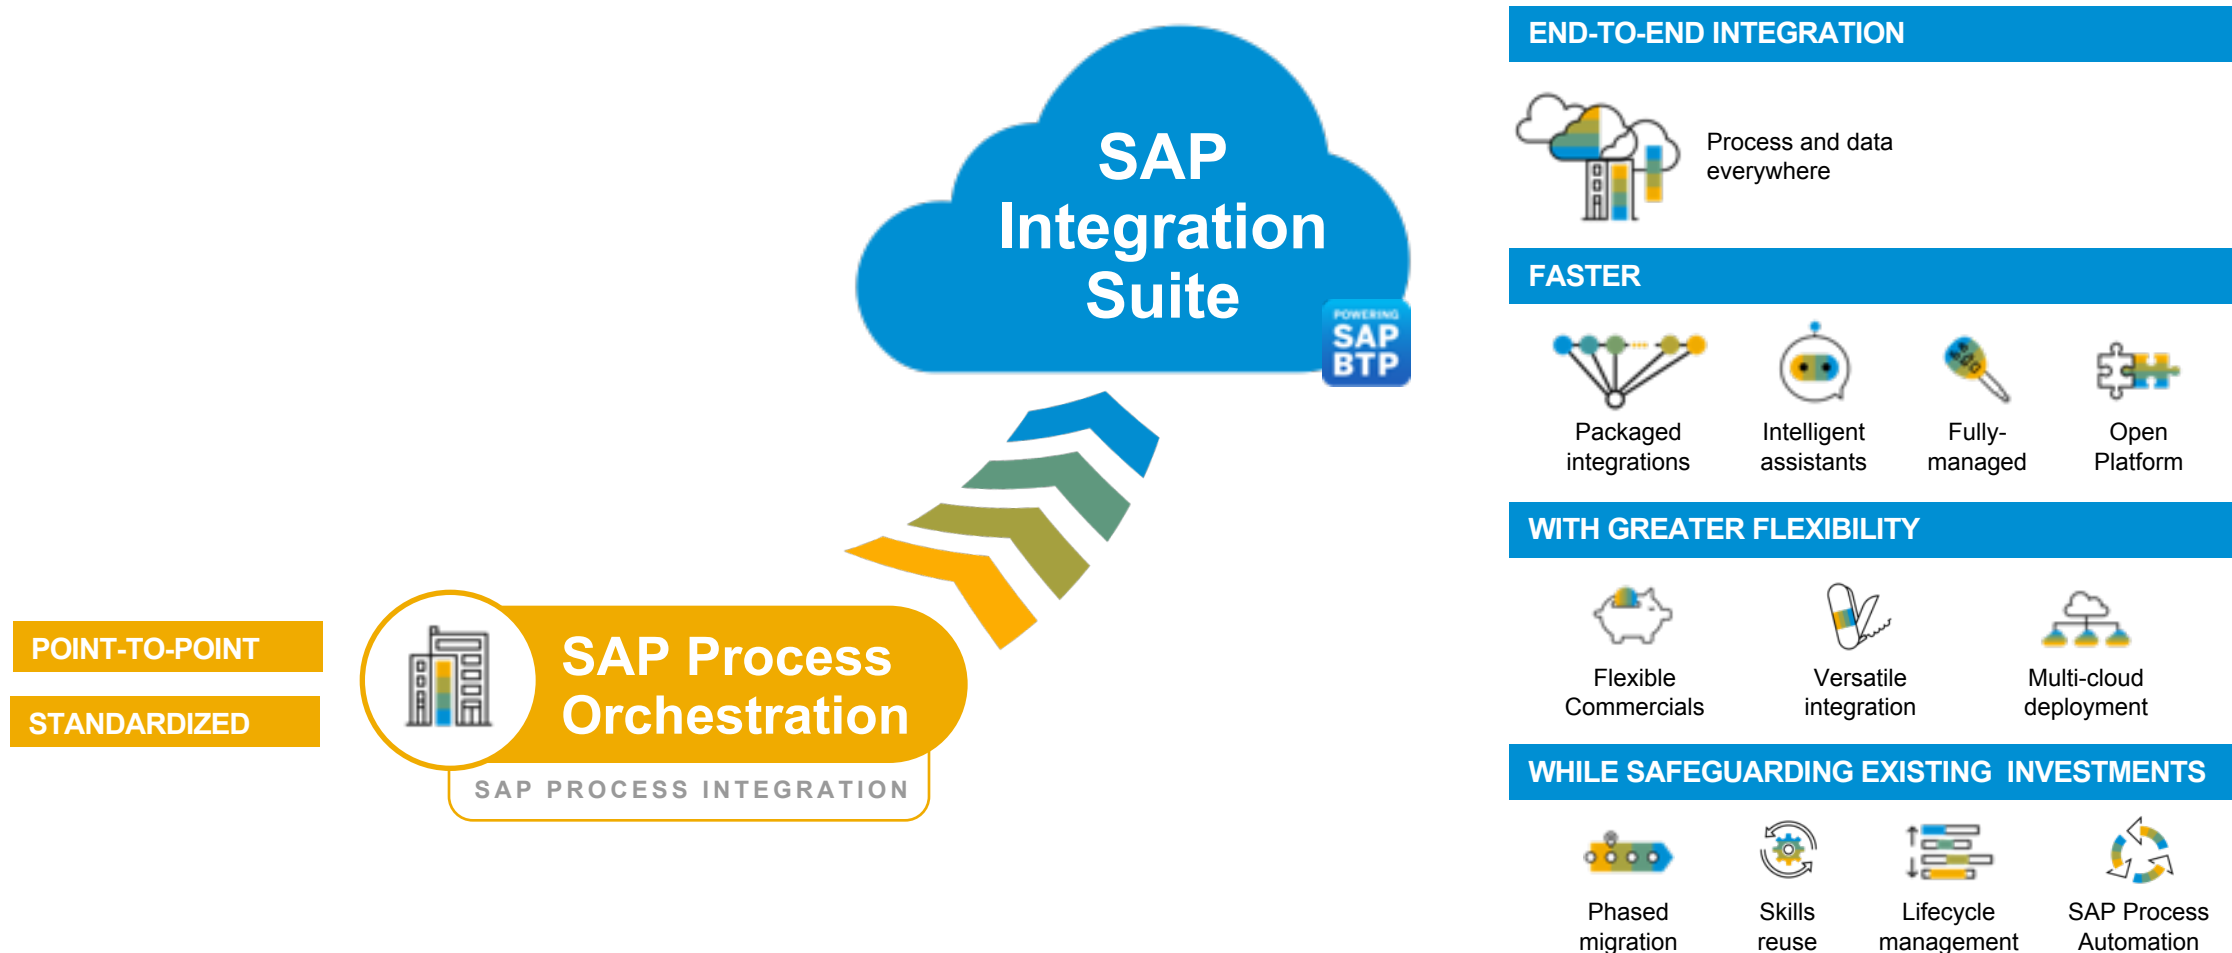 POINT-TO-POINT
STANDARDIZED
SAP Process
Orchestration
SAP PROCESS INTEGRATION
SAP
Integration
Suite
POWERING
SAP
BTP
END-TO-END INTEGRATION
Process and data
everywhere
FASTER
Packaged
integrations
Intelligent
assistants
Fully-
managed
Open
Platform
WITH GREATER FLEXIBILITY
Flexible
Commercials
Versatile
integration
Multi-cloud
deployment
WHILE SAFEGUARDING EXISTING INVESTMENTS
Phased
migration
Skills
reuse
Lifecycle
management
SAP Process
Automation